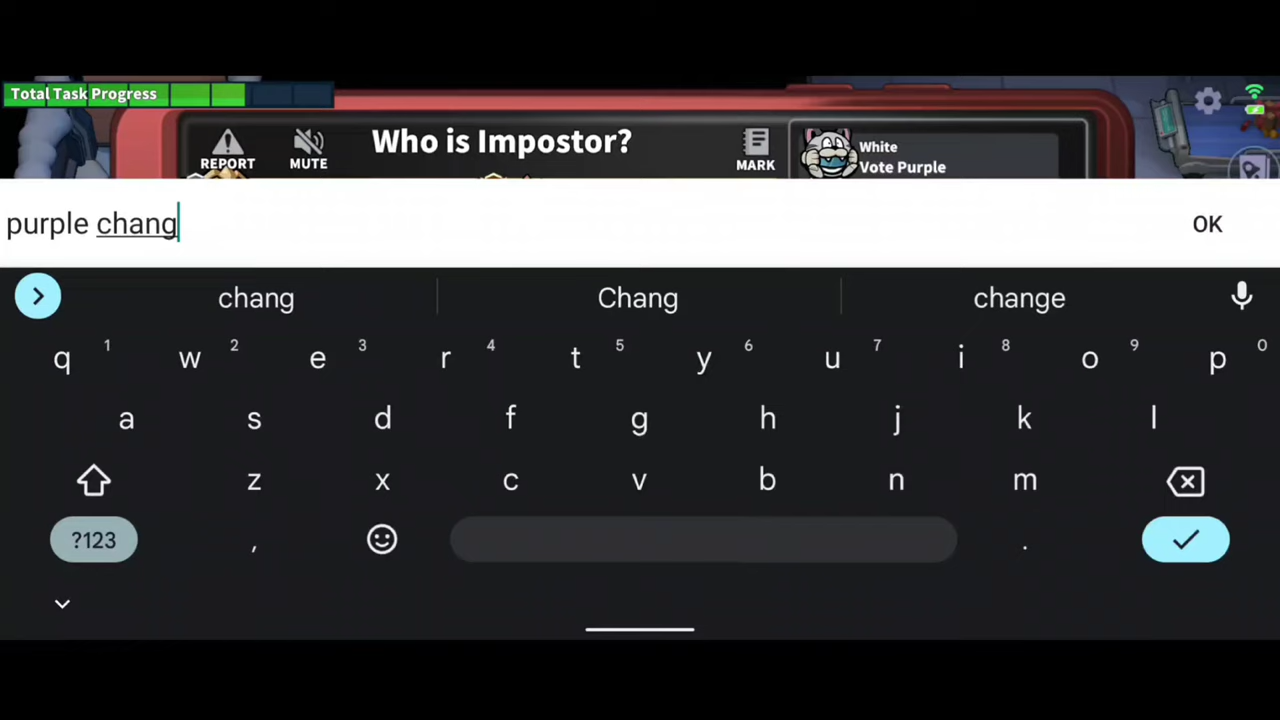 Total Task Progress
Who is Impostor?
REPORT
MUTE
MARK
White
Vote Purple
purple chang
OK
chang
Chang
change
1 2 3 4 5 6 7 8 9 0
q w e r t y u i o p
a s d f g h j k l
z x c v b n m
?123 , .